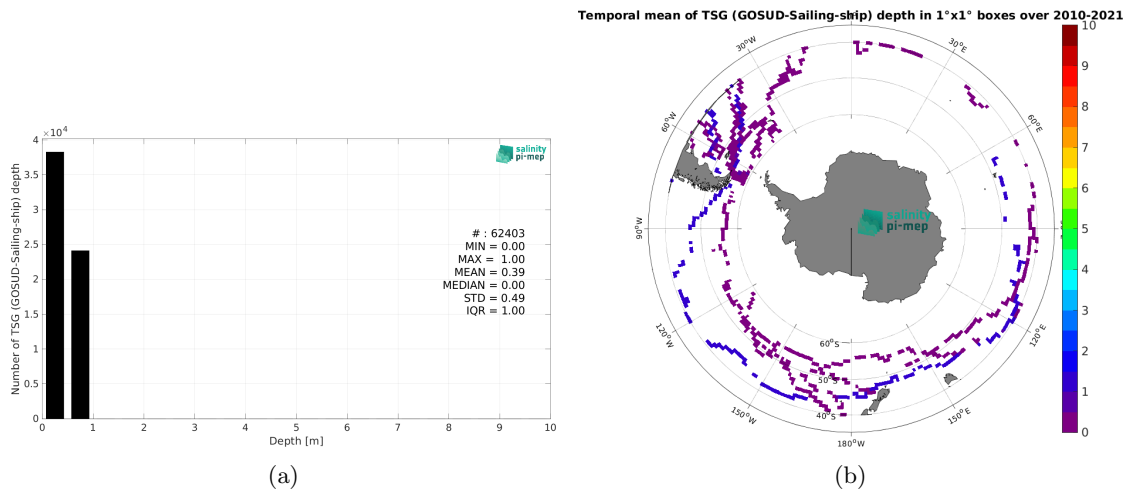 Temporal mean of TSG (GOSUD-Sailing-ship) depth in 1°x1° boxes over 2010-2021
×10⁴
4
3.5
3
2.5
2
1.5
1
0.5
0
Number of TSG (GOSUD-Sailing-ship) depth
0 1 2 3 4 5 6 7 8 9 10
Depth [m]
salinity
pi-mep
# : 62403
MIN = 0.00
MAX = 1.00
MEAN = 0.39
MEDIAN = 0.00
STD = 0.49
IQR = 1.00
(a)
30°W
30°E
60°W
60°E
90°W
120°W
120°E
150°W
150°E
180°W
60°S
50°S
40°S
salinity
pi-mep
10
9
8
7
6
5
4
3
2
1
0
(b)